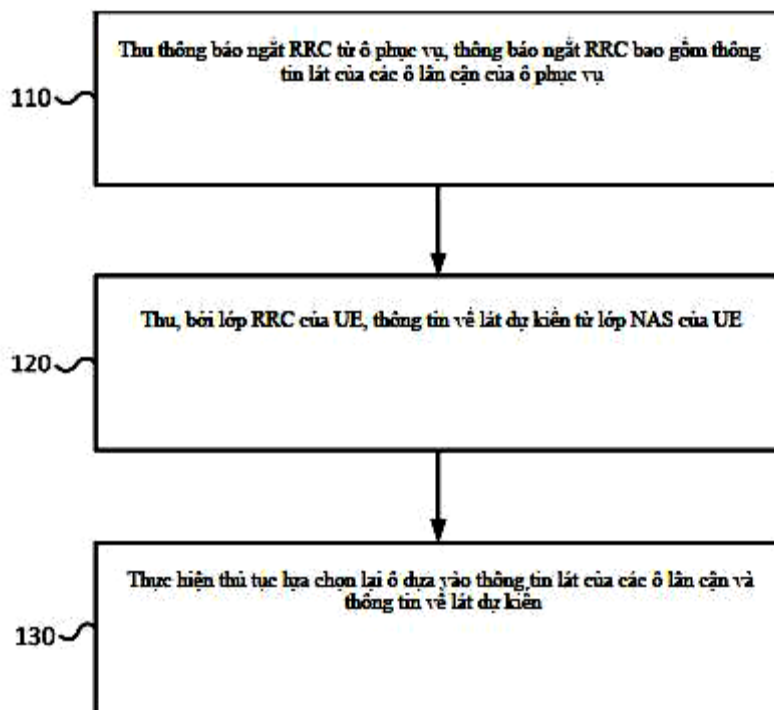 Thu thông báo ngắt RRC từ ô phục vụ, thông báo ngắt RRC bao gồm thông
tin lát của các ô lân cận của ô phục vụ
110
Thu, bởi lớp RRC của UE, thông tin về lát dự kiến từ lớp NAS của UE
120
Thực hiện thủ tục lựa chọn lại ô dựa vào thông tin lát của các ô lân cận và
thông tin về lát dự kiến
130